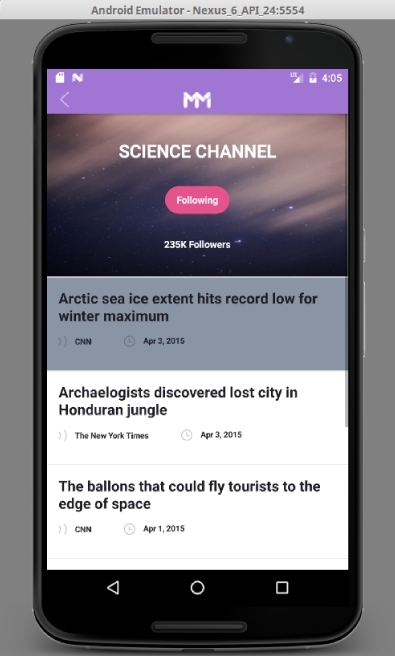 Android Emulator - Nexus_6_API_24:5554
LTE 4:05
MM
SCIENCE CHANNEL
Following
235K Followers
Arctic sea ice extent hits record low for
winter maximum
CNN Apr 3, 2015
Archaelogists discovered lost city in
Honduran jungle
The New York Times Apr 3, 2015
The ballons that could fly tourists to the
edge of space
CNN Apr 1, 2015